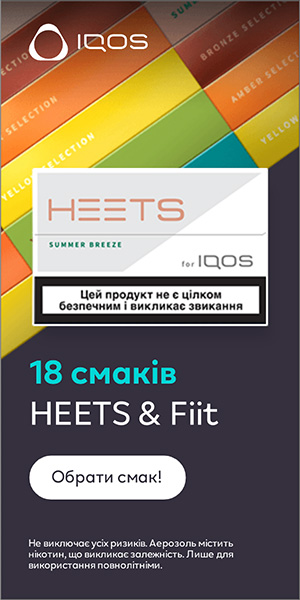 IQOS
BRONZE SELECTION
AMBER SELECTION
SELECTION
YELLOW SELECTION
YELLOW
HEETS
SUMMER BREEZE
for IQOS
Цей продукт не є цілком
безпечним і викликає звикання
18 смаків
HEETS & Fiit
Обрати смак!
Не виключає усіх ризиків. Аерозоль містить
нікотин, що викликає залежність. Лише для
використання повнолітніми.